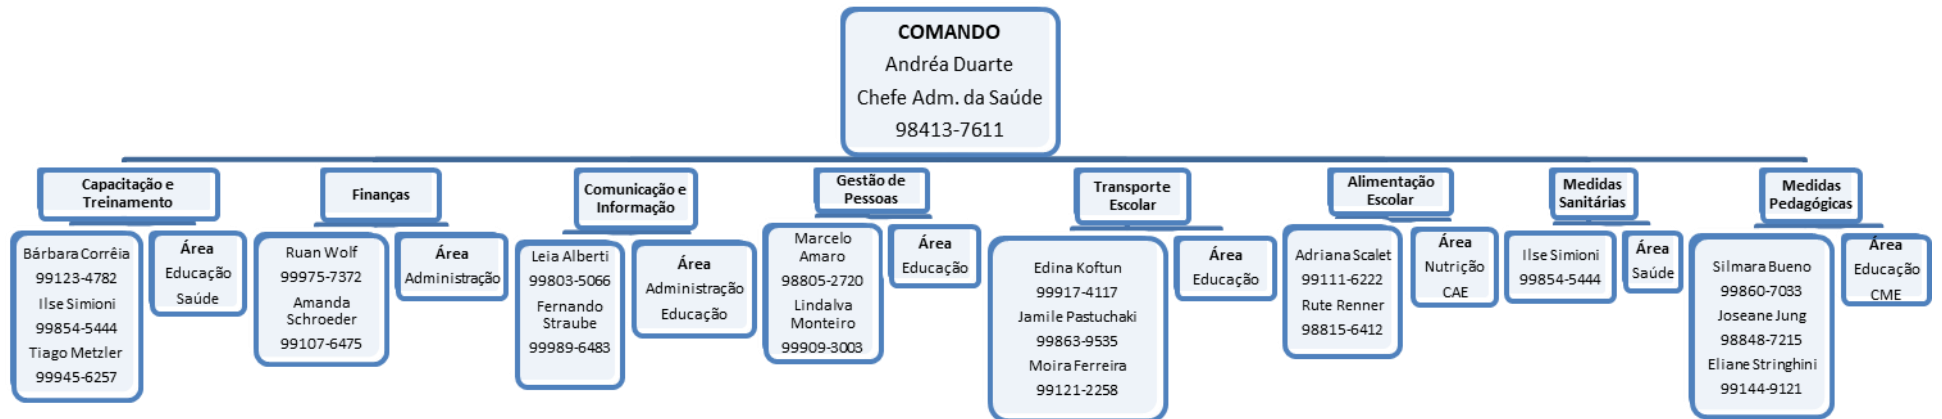 COMANDO
Andréa Duarte
Chefe Adm. da Saúde
98413-7611
Capacitação e
Treinamento
Bárbara Corrêia
99123-4782
Ilse Simioni
99854-5444
Tiago Metzler
99945-6257
Área
Educação
Saúde
Finanças
Ruan Wolf
99975-7372
Amanda
Schroeder
99107-6475
Área
Administração
Comunicação e
Informação
Leia Alberti
99803-5066
Fernando
Straube
99989-6483
Área
Administração
Educação
Gestão de
Pessoas
Marcelo
Amaro
98805-2720
Lindalva
Monteiro
99909-3003
Área
Educação
Transporte
Escolar
Edina Koftun
99917-4117
Jamile Pastuchaki
99863-9535
Moira Ferreira
99121-2258
Área
Educação
Alimentação
Escolar
Adriana Scalet
99111-6222
Rute Renner
98815-6412
Área
Nutrição
CAE
Medidas
Sanitárias
Ilse Simioni
99854-5444
Área
Saúde
Medidas
Pedagógicas
Silmara Bueno
99860-7033
Joseane Jung
98848-7215
Eliane Stringhini
99144-9121
Área
Educação
CME